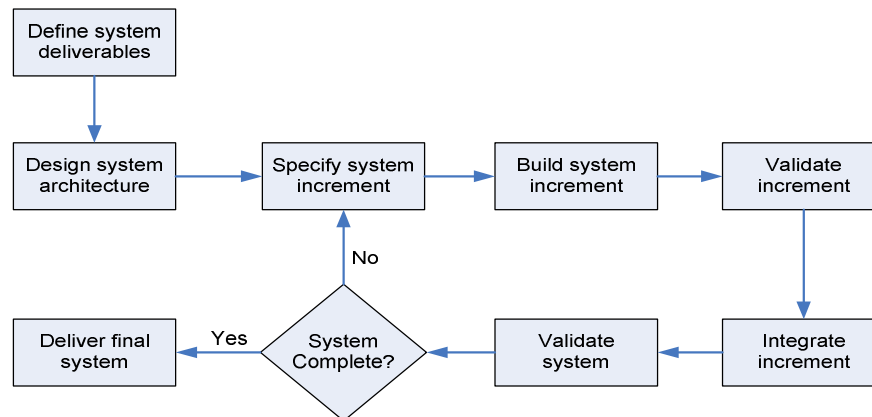 Define system
deliverables
Design system
architecture
Specify system
increment
Build system
increment
Validate
increment
No
Deliver final
system
Yes
System
Complete?
Validate
system
Integrate
increment